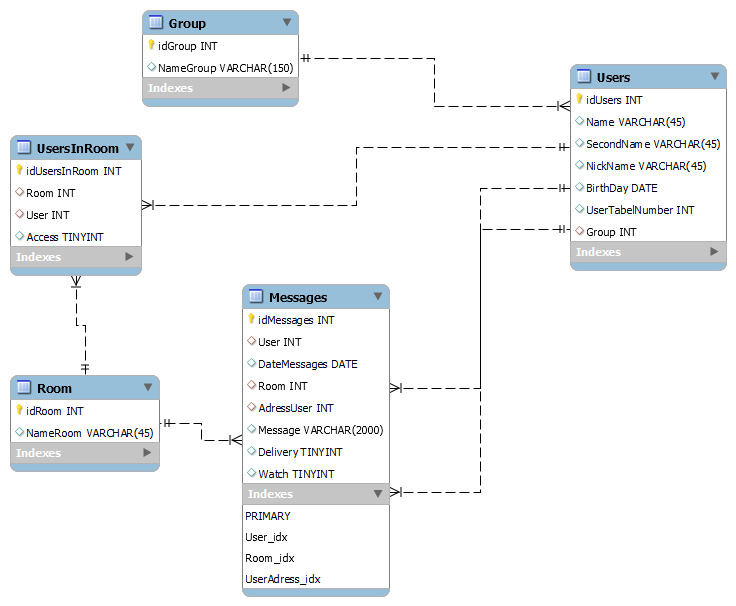 Group
idGroup INT
NameGroup VARCHAR(150)
Indexes
Users
idUsers INT
Name VARCHAR(45)
SecondName VARCHAR(45)
NickName VARCHAR(45)
BirthDay DATE
UserTabelNumber INT
Group INT
Indexes
UsersInRoom
idUsersInRoom INT
Room INT
User INT
Access TINYINT
Indexes
Messages
idMessages INT
User INT
DateMessages DATE
Room INT
AdressUser INT
Message VARCHAR(2000)
Delivery TINYINT
Watch TINYINT
Indexes
PRIMARY
User_idx
Room_idx
UserAdress_idx
Room
idRoom INT
NameRoom VARCHAR(45)
Indexes